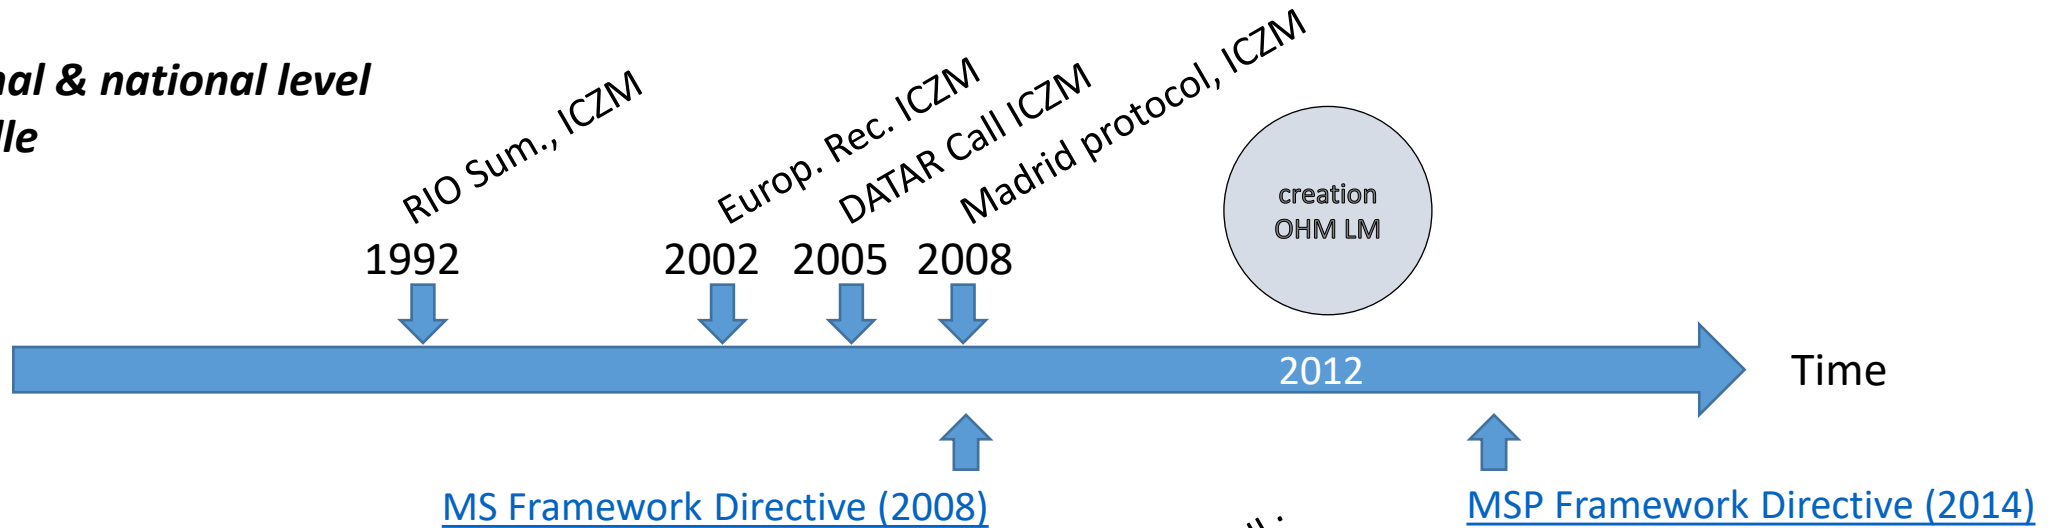 nal & national level
lle
RIO Sum., ICZM
Europ. Rec. ICZM
DATAR Call ICZM
Madrid protocol, ICZM
creation
OHM LM
1992
2002
2005
2008
2012
Time
MS Framework Directive (2008)
MSP Framework Directive (2014)